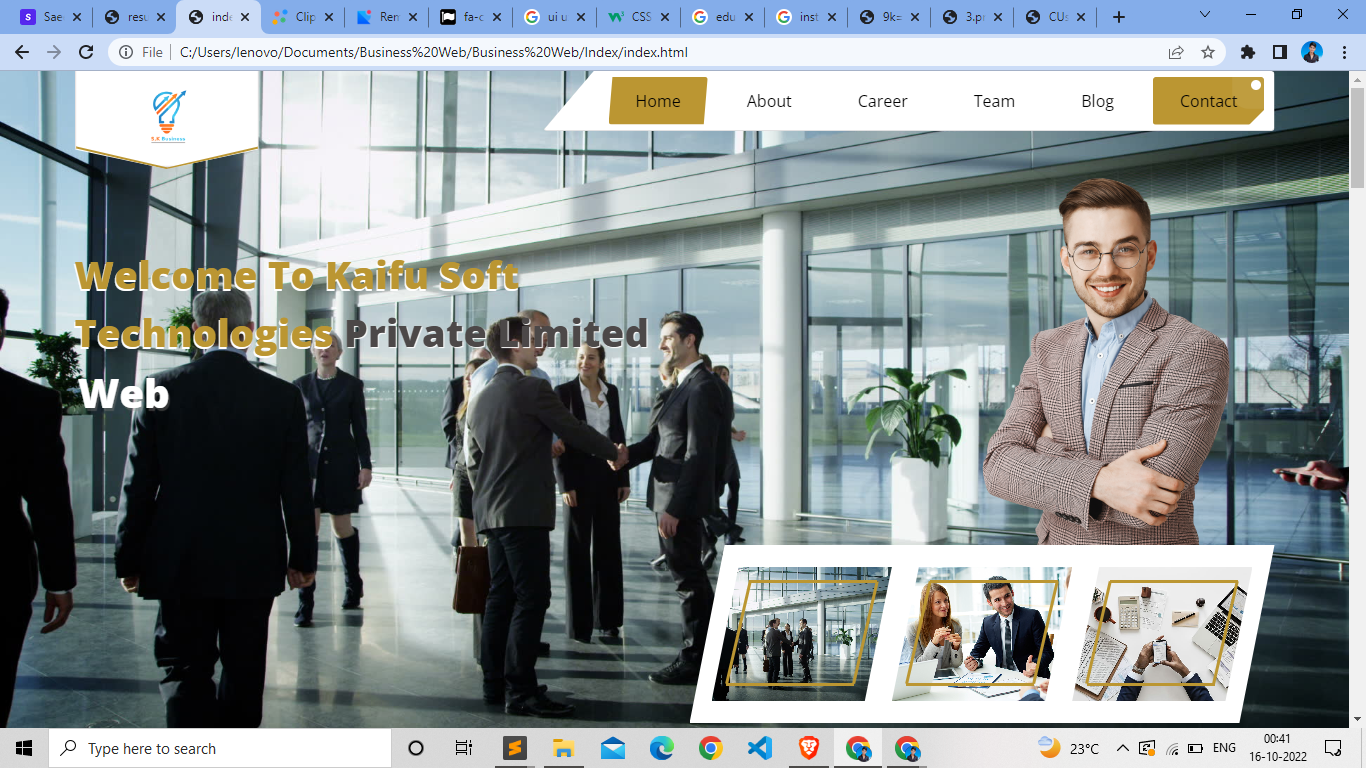 Sae
resu
inde
Clip
Ren
fa-c
ui u
CSS
edu
inst
9k=
3.p
CUs
File
C:/Users/lenovo/Documents/Business%20Web/Business%20Web/Index/index.html
S.K Business
Home
About
Career
Team
Blog
Contact
Welcome To Kaifu Soft
Technologies Private Limited
Web
Type here to search
23°C
ENG
00:41
16-10-2022